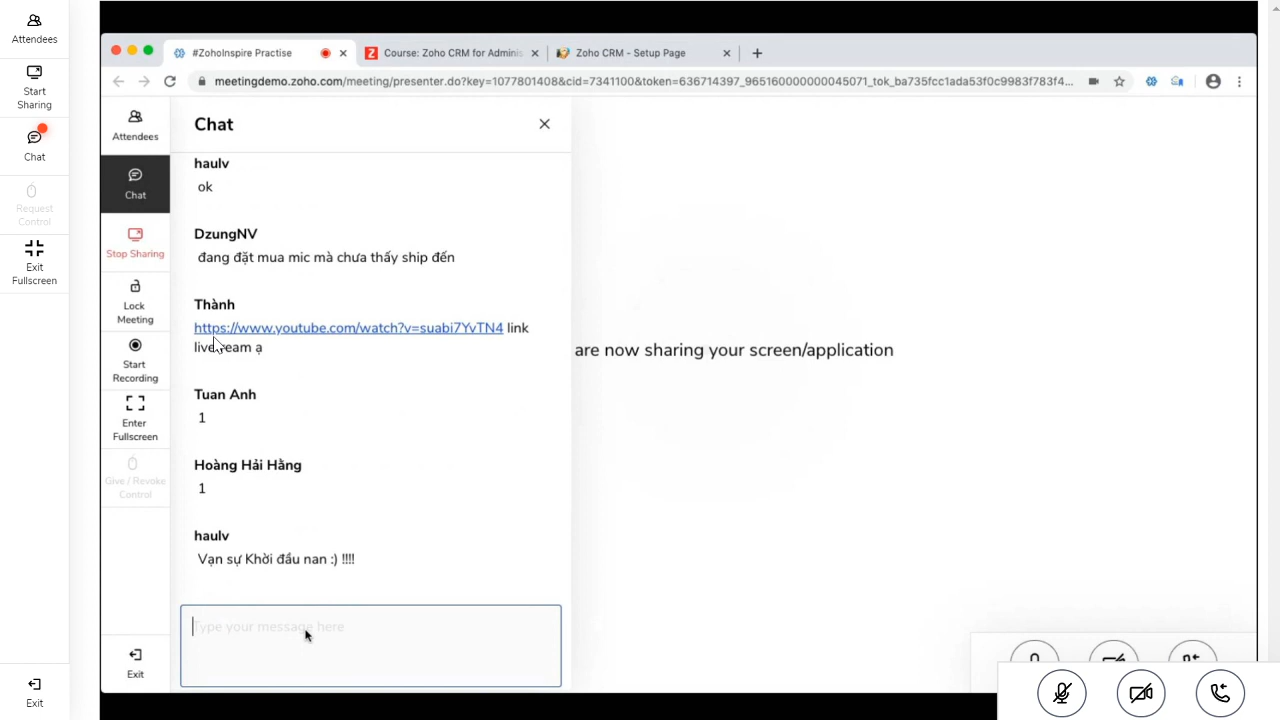 Attendees
Start
Sharing
Chat
Request
Control
Exit
Fullscreen
Exit
#ZohoInspire Practise
Course: Zoho CRM for Adminis
Zoho CRM - Setup Page
meetingdemo.zoho.com/meeting/presenter.do?key=1077801408&cid=7341100&token=636714397_965160000000045071_tok_ba735fcc1ada53f0c9983f783f4...
Attendees
Chat
Stop Sharing
Lock
Meeting
Start
Recording
Enter
Fullscreen
Give / Revoke
Control
Exit
Chat
haulv
ok
DzungNV
đang đặt mua mic mà chưa thấy ship đến
Thành
https://www.youtube.com/watch?v=suabi7YvTN4 link
ạ
Tuan Anh
1
Hoàng Hải Hằng
1
haulv
Vạn sự Khởi đầu nan :) !!!!
Type your message here
are now sharing your screen/application